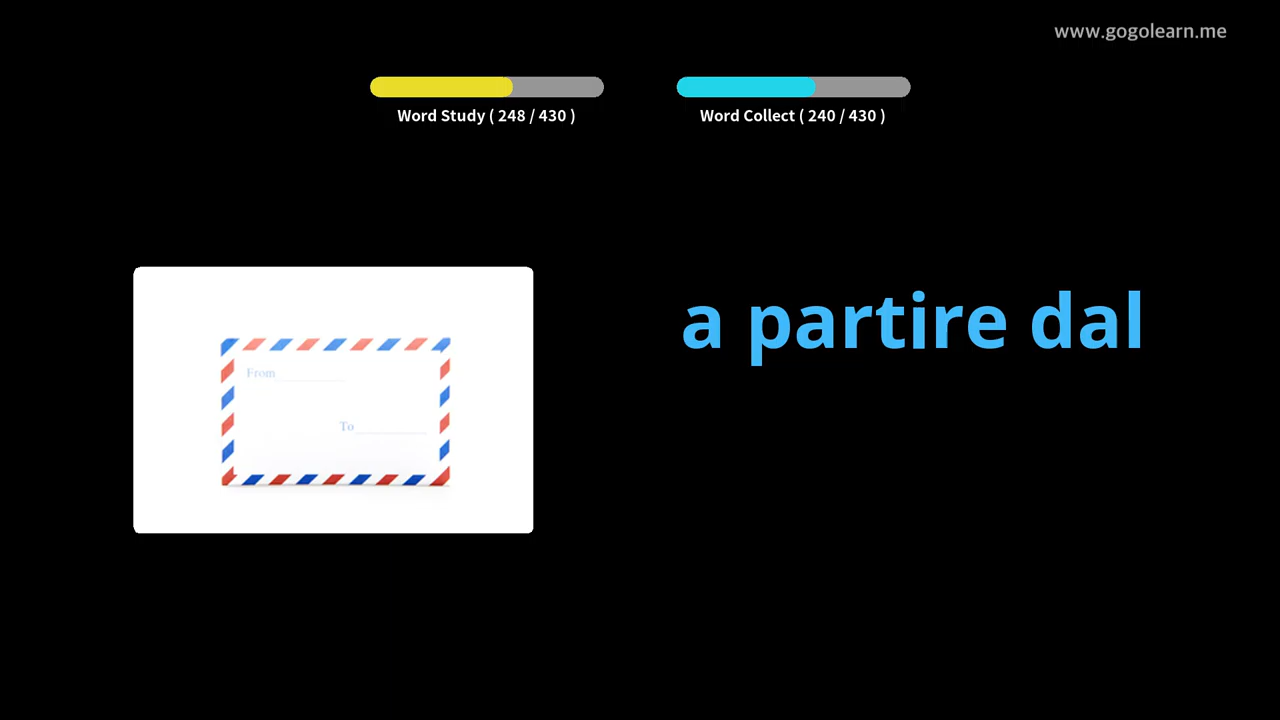 www.gogolearn.me
Word Study ( 248 / 430 )
Word Collect ( 240 / 430 )
a partire dal
From
To